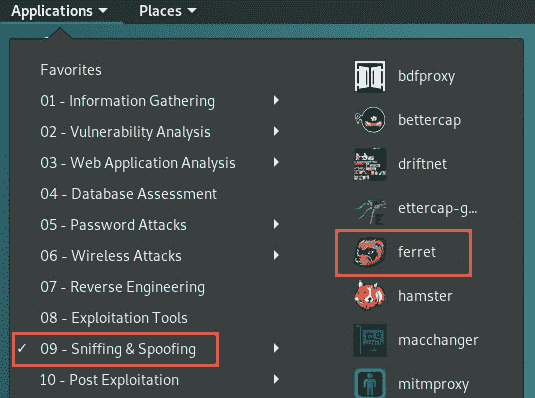 Applications Places
Favorites
01 - Information Gathering
02 - Vulnerability Analysis
03 - Web Application Analysis
04 - Database Assessment
05 - Password Attacks
06 - Wireless Attacks
07 - Reverse Engineering
08 - Exploitation Tools
✓ 09 - Sniffing & Spoofing
10 - Post Exploitation
bdfproxy
bettercap
driftnet
ettercap-g...
ferret
hamster
macchanger
mitmproxy